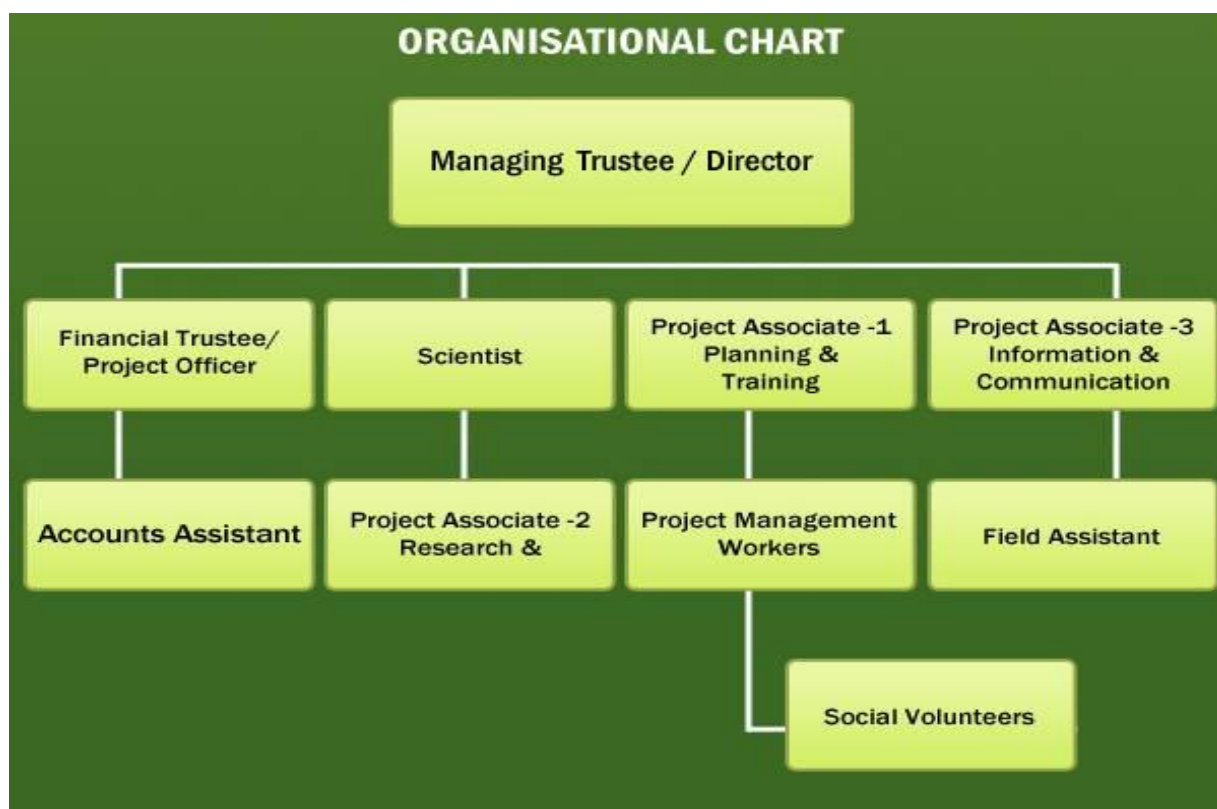 ORGANISATIONAL CHART
Managing Trustee / Director
Financial Trustee/
Project Officer
Scientist
Project Associate -1
Planning &
Training
Project Associate -3
Information &
Communication
Accounts Assistant
Project Associate -2
Research &
Project Management
Workers
Field Assistant
Social Volunteers